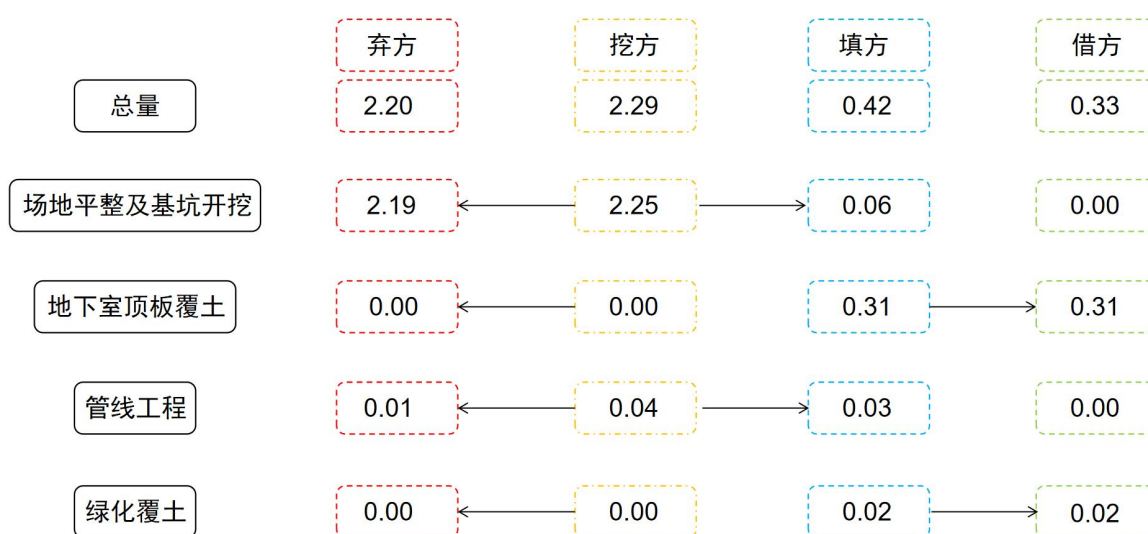 弃方 挖方 填方 借方
总量 2.20 2.29 0.42 0.33
场地平整及基坑开挖 2.19 2.25 0.06 0.00
地下室顶板覆土 0.00 0.00 0.31 0.31
管线工程 0.01 0.04 0.03 0.00
绿化覆土 0.00 0.00 0.02 0.02